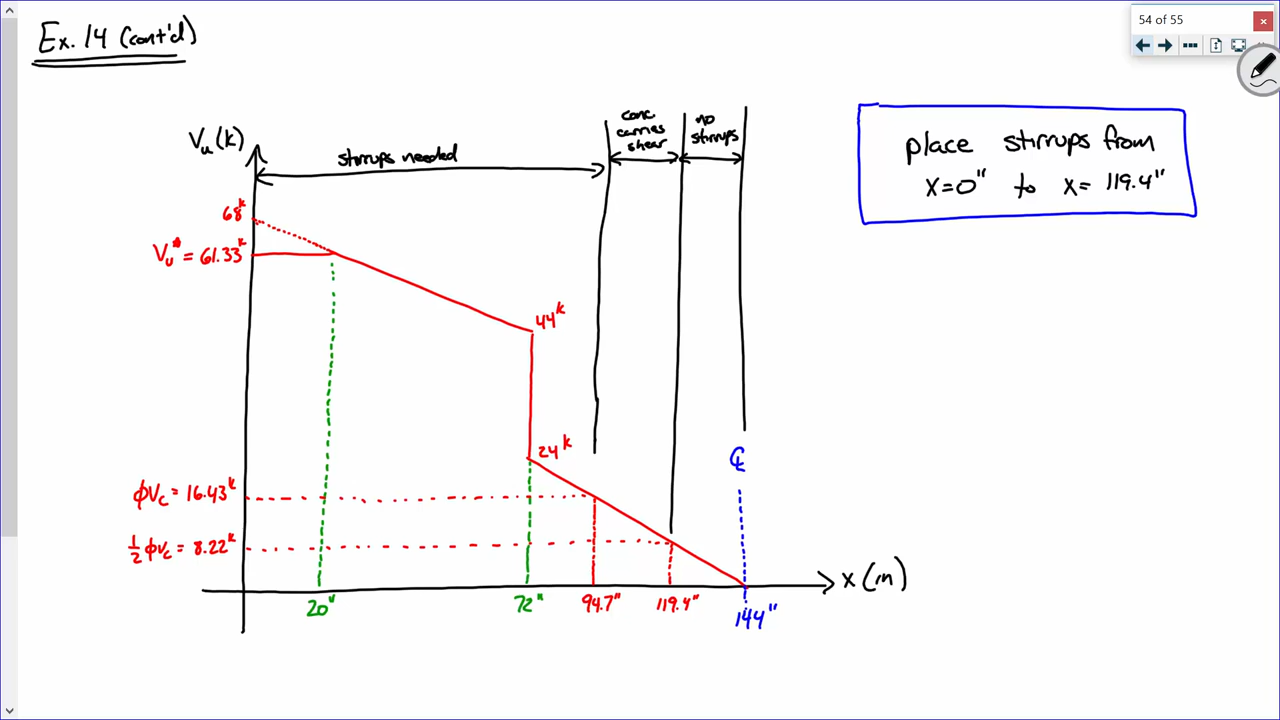 Ex. 14 (cont'd)
54 of 55
place stirrups from
x=0" to x= 119.4"
Vu (k)
stirrups needed
conc
carries
shear
no
stirrups
68k
Vu* = 61.33k
44k
24k
℄
φVc = 16.43k
½ φVc = 8.22k
x (in)
20"
72"
94.7"
119.4"
144"